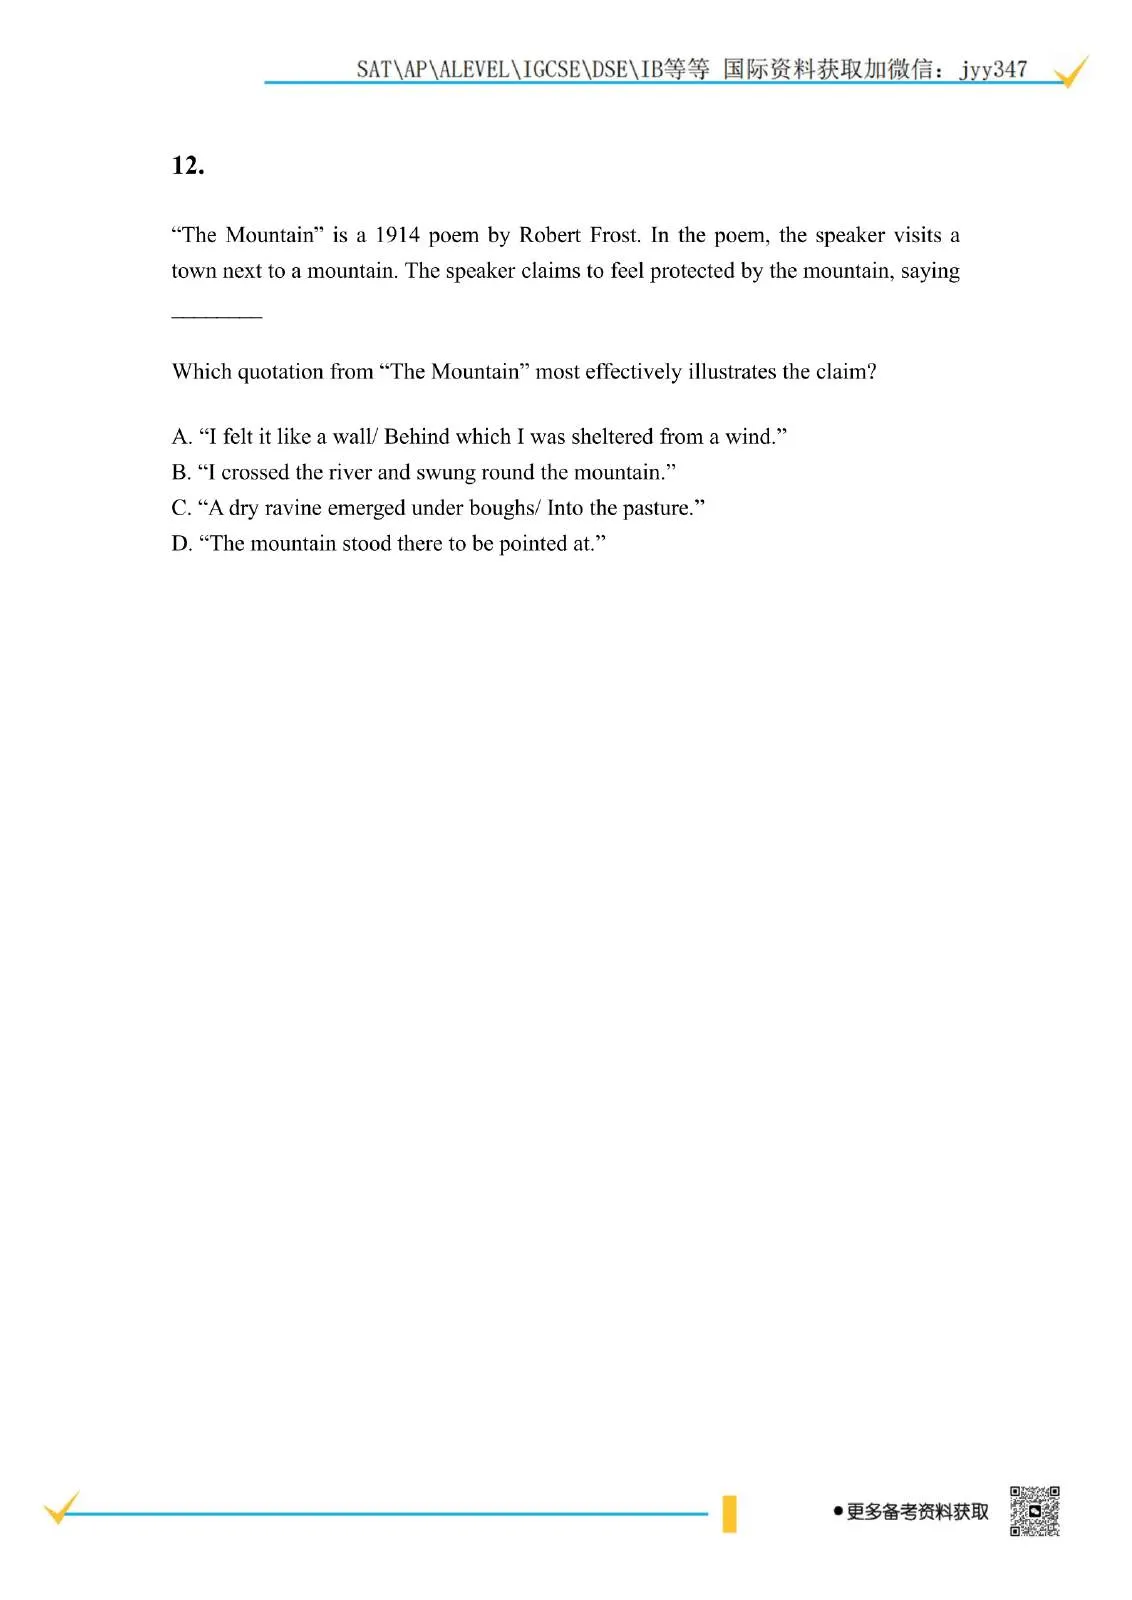 SAT\AP\ALEVEL\IGCSE\DSE\IB等等 国际资料获取加微信：jyy347
12.
“The Mountain” is a 1914 poem by Robert Frost. In the poem, the speaker visits a
town next to a mountain. The speaker claims to feel protected by the mountain, saying
________
Which quotation from “The Mountain” most effectively illustrates the claim?
A. “I felt it like a wall/ Behind which I was sheltered from a wind.”
B. “I crossed the river and swung round the mountain.”
C. “A dry ravine emerged under boughs/ Into the pasture.”
D. “The mountain stood there to be pointed at.”
●更多备考资料获取